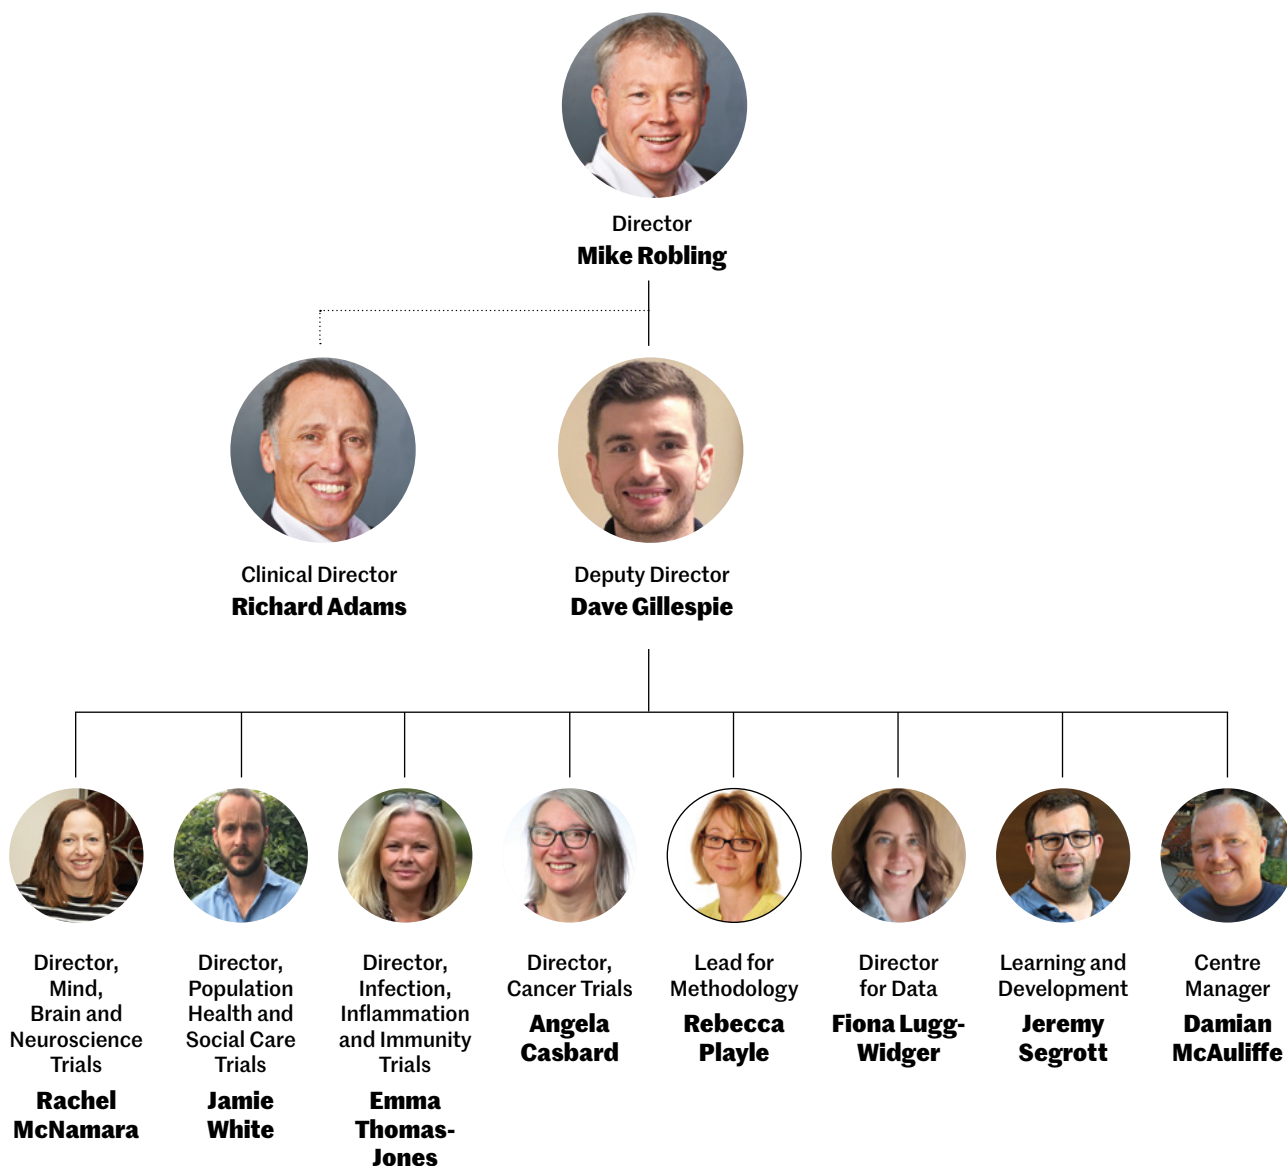 Director
Mike Robling
Clinical Director
Richard Adams
Deputy Director
Dave Gillespie
Director,
Mind,
Brain and
Neuroscience
Trials
Rachel
McNamara
Director,
Population
Health and
Social Care
Trials
Jamie
White
Director,
Infection,
Inflammation
and Immunity
Trials
Emma
Thomas-
Jones
Director,
Cancer Trials
Angela
Casbard
Lead for
Methodology
Rebecca
Playle
Director
for Data
Fiona Lugg-
Widger
Learning and
Development
Jeremy
Segrott
Centre
Manager
Damian
McAuliffe